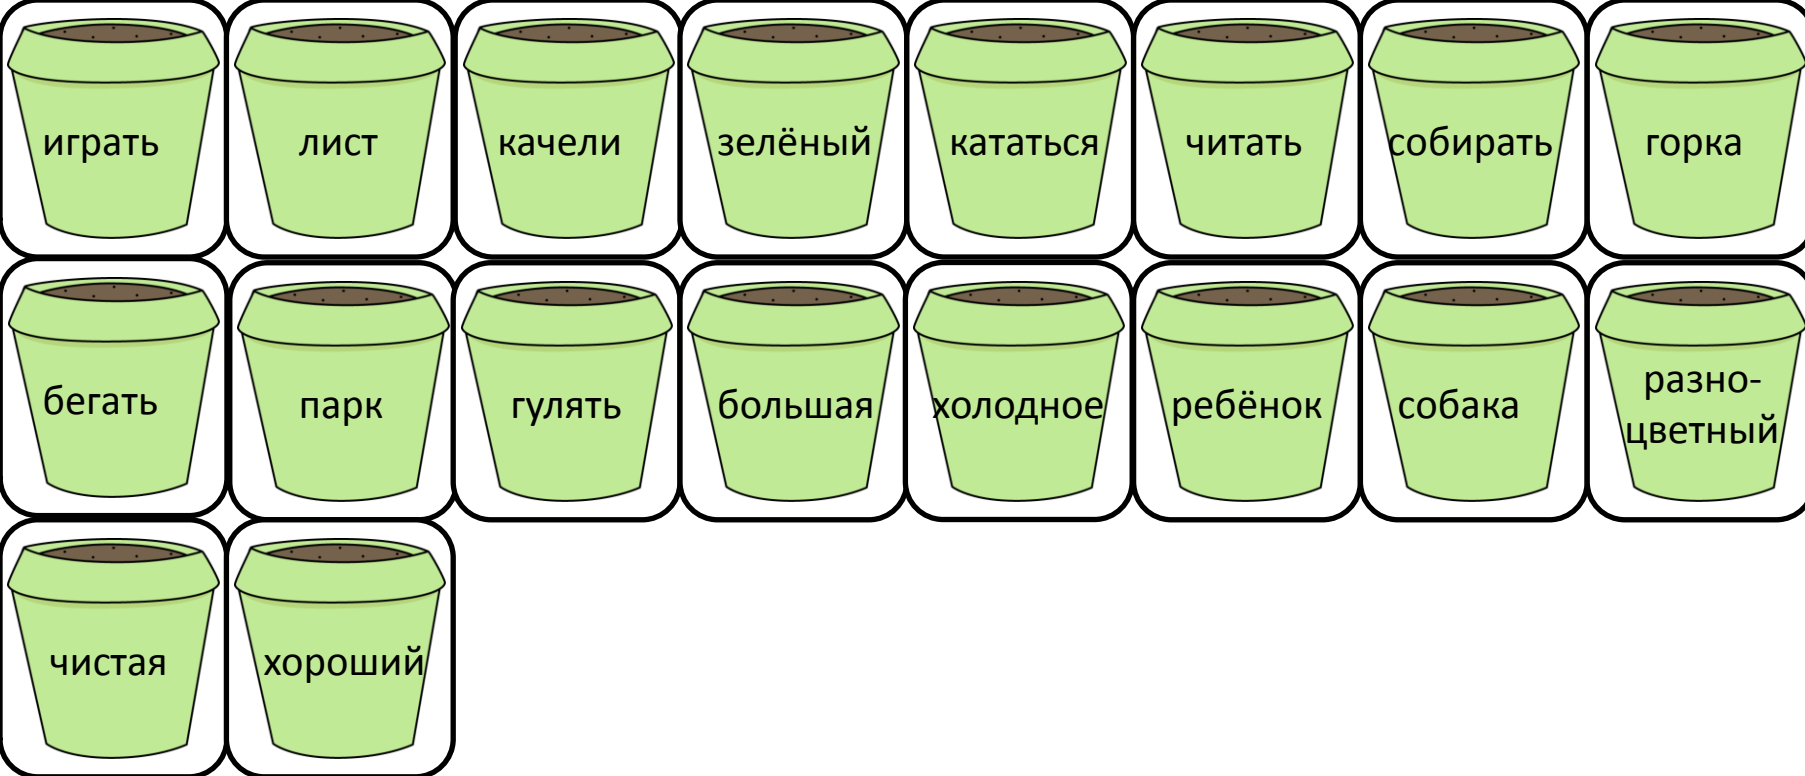 играть
лист
качели
зелёный
кататься
читать
собирать
горка
бегать
парк
гулять
большая
холодное
ребёнок
собака
разно-
цветный
чистая
хороший